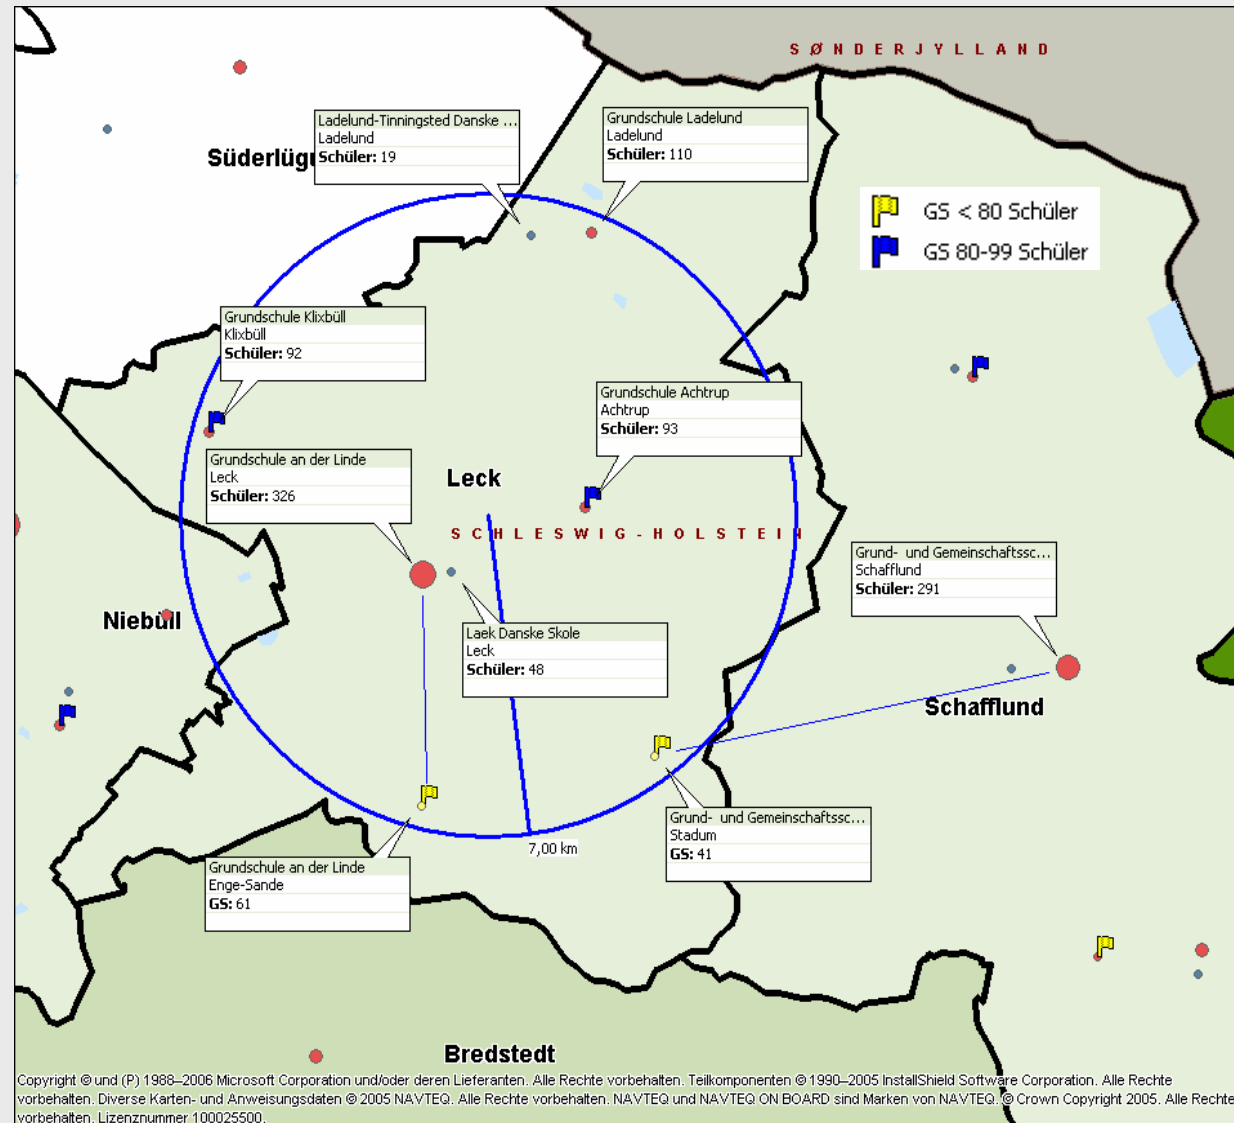 SØNDERJYLLAND
Ladelund-Tinningsted Danske ...
Ladelund
Schüler: 19
Grundschule Ladelund
Ladelund
Schüler: 110
Süderlüg
GS < 80 Schüler
GS 80-99 Schüler
Grundschule Klixbüll
Klixbüll
Schüler: 92
Grundschule Achtrup
Achtrup
Schüler: 93
Grundschule an der Linde
Leck
Schüler: 326
Leck
SCHLESWIG-HOLSTEIN
Grund- und Gemeinschaftssc...
Schafflund
Schüler: 291
Niebüll
Laek Danske Skole
Leck
Schüler: 48
Schafflund
Grund- und Gemeinschaftssc...
Stadum
GS: 41
7,00 km
Grundschule an der Linde
Enge-Sande
GS: 61
Bredstedt
Copyright © und (P) 1988–2006 Microsoft Corporation und/oder deren Lieferanten. Alle Rechte vorbehalten. Teilkomponenten © 1990–2005 InstallShield Software Corporation. Alle Rechte
vorbehalten. Diverse Karten- und Anweisungsdaten © 2005 NAVTEQ. Alle Rechte vorbehalten. NAVTEQ und NAVTEQ ON BOARD sind Marken von NAVTEQ. © Crown Copyright 2005. Alle Rechte
vorbehalten. Lizenznummer 100025500.